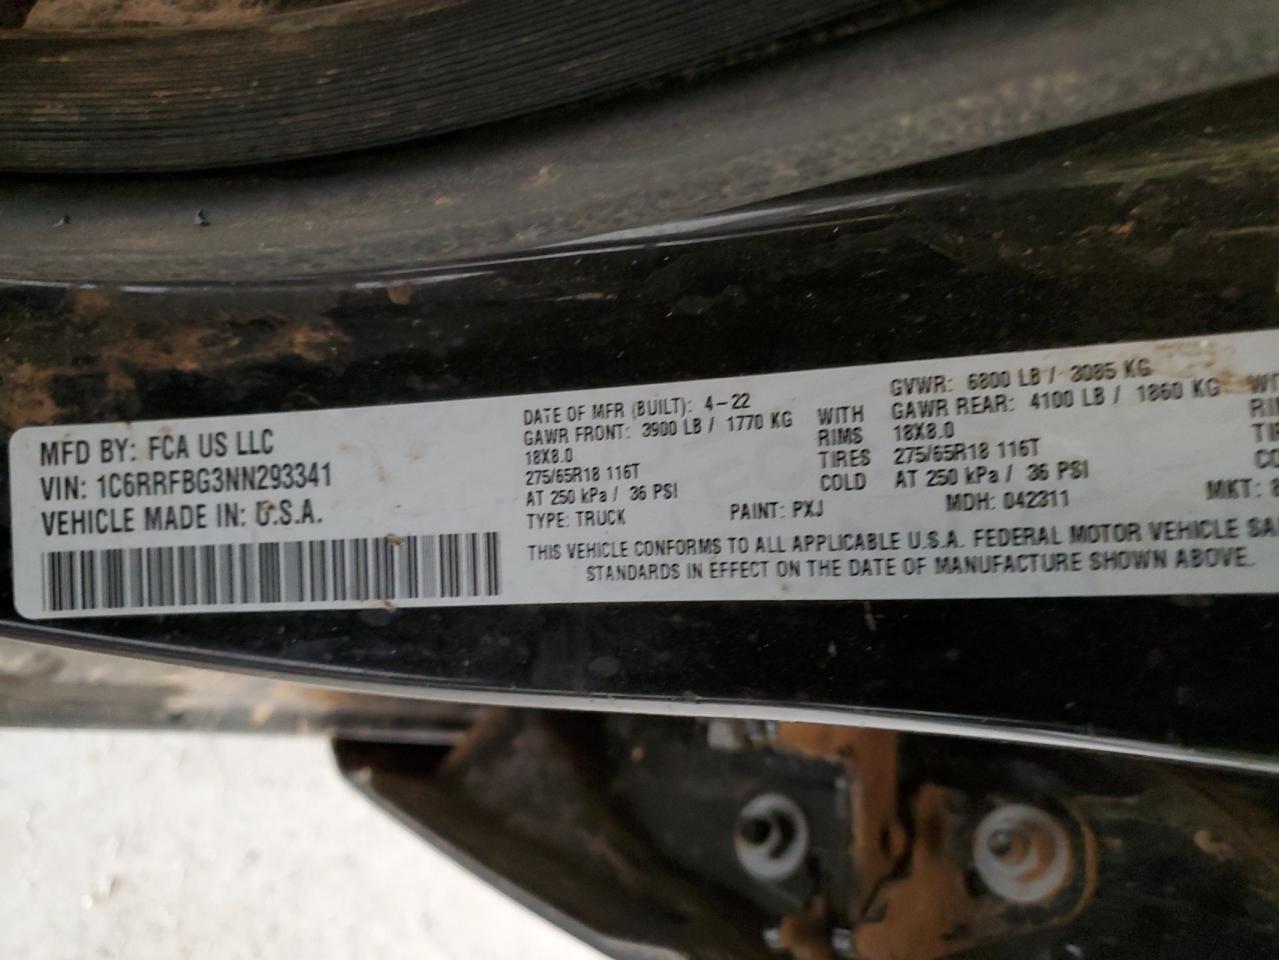 MFD BY: FCA US LLC
VIN: 1C6RRFBG3NN293341
VEHICLE MADE IN: U.S.A.
DATE OF MFR (BUILT): 4-22
GVWR: 6800 LB / 3085 KG
GAWR FRONT: 3900 LB / 1770 KG WITH GAWR REAR: 4100 LB / 1860 KG
18X8.0 RIMS 18X8.0
275/65R18 116T TIRES 275/65R18 116T
AT 250 kPa / 36 PSI COLD AT 250 kPa / 36 PSI
TYPE: TRUCK PAINT: PXJ MDH: 042311 MKT:
THIS VEHICLE CONFORMS TO ALL APPLICABLE U.S.A. FEDERAL MOTOR VEHICLE
STANDARDS IN EFFECT ON THE DATE OF MANUFACTURE SHOWN ABOVE.